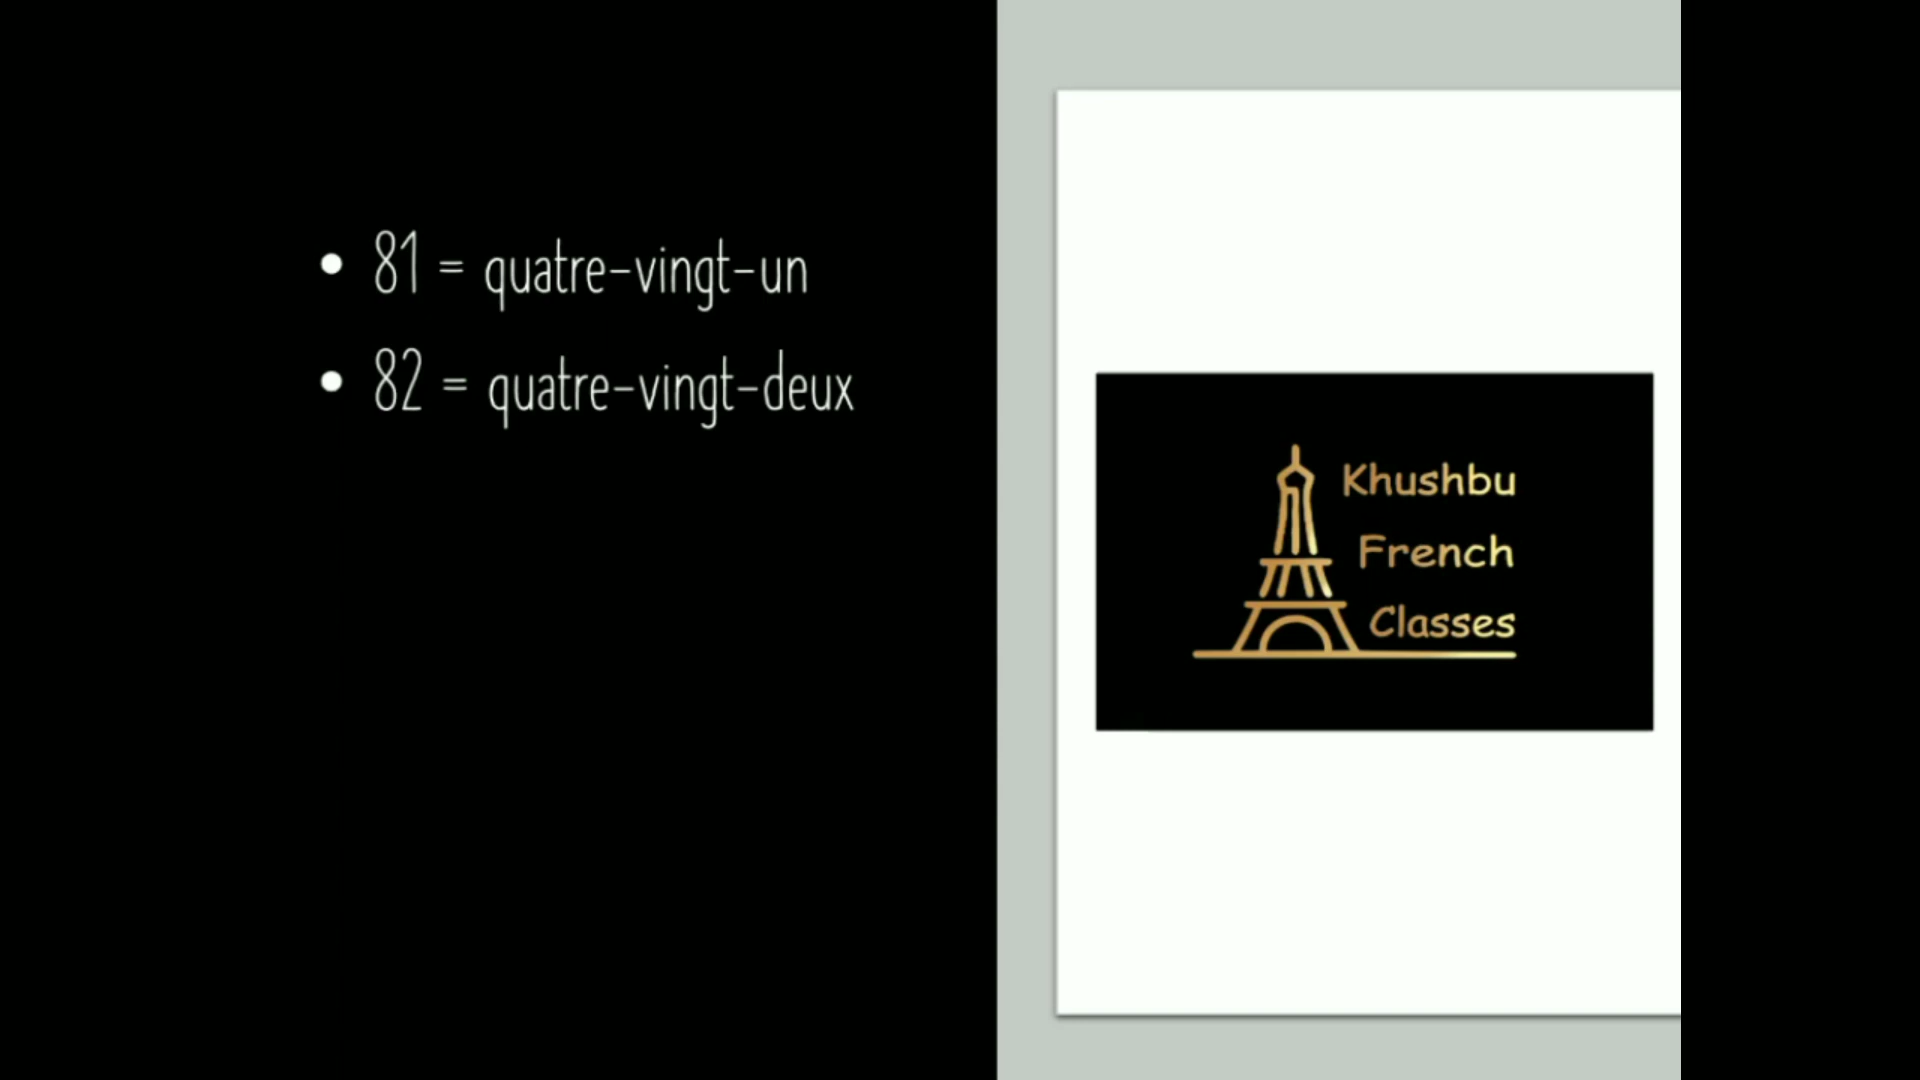 • 81 = quatre-vingt-un
• 82 = quatre-vingt-deux
Khushbu
French
Classes